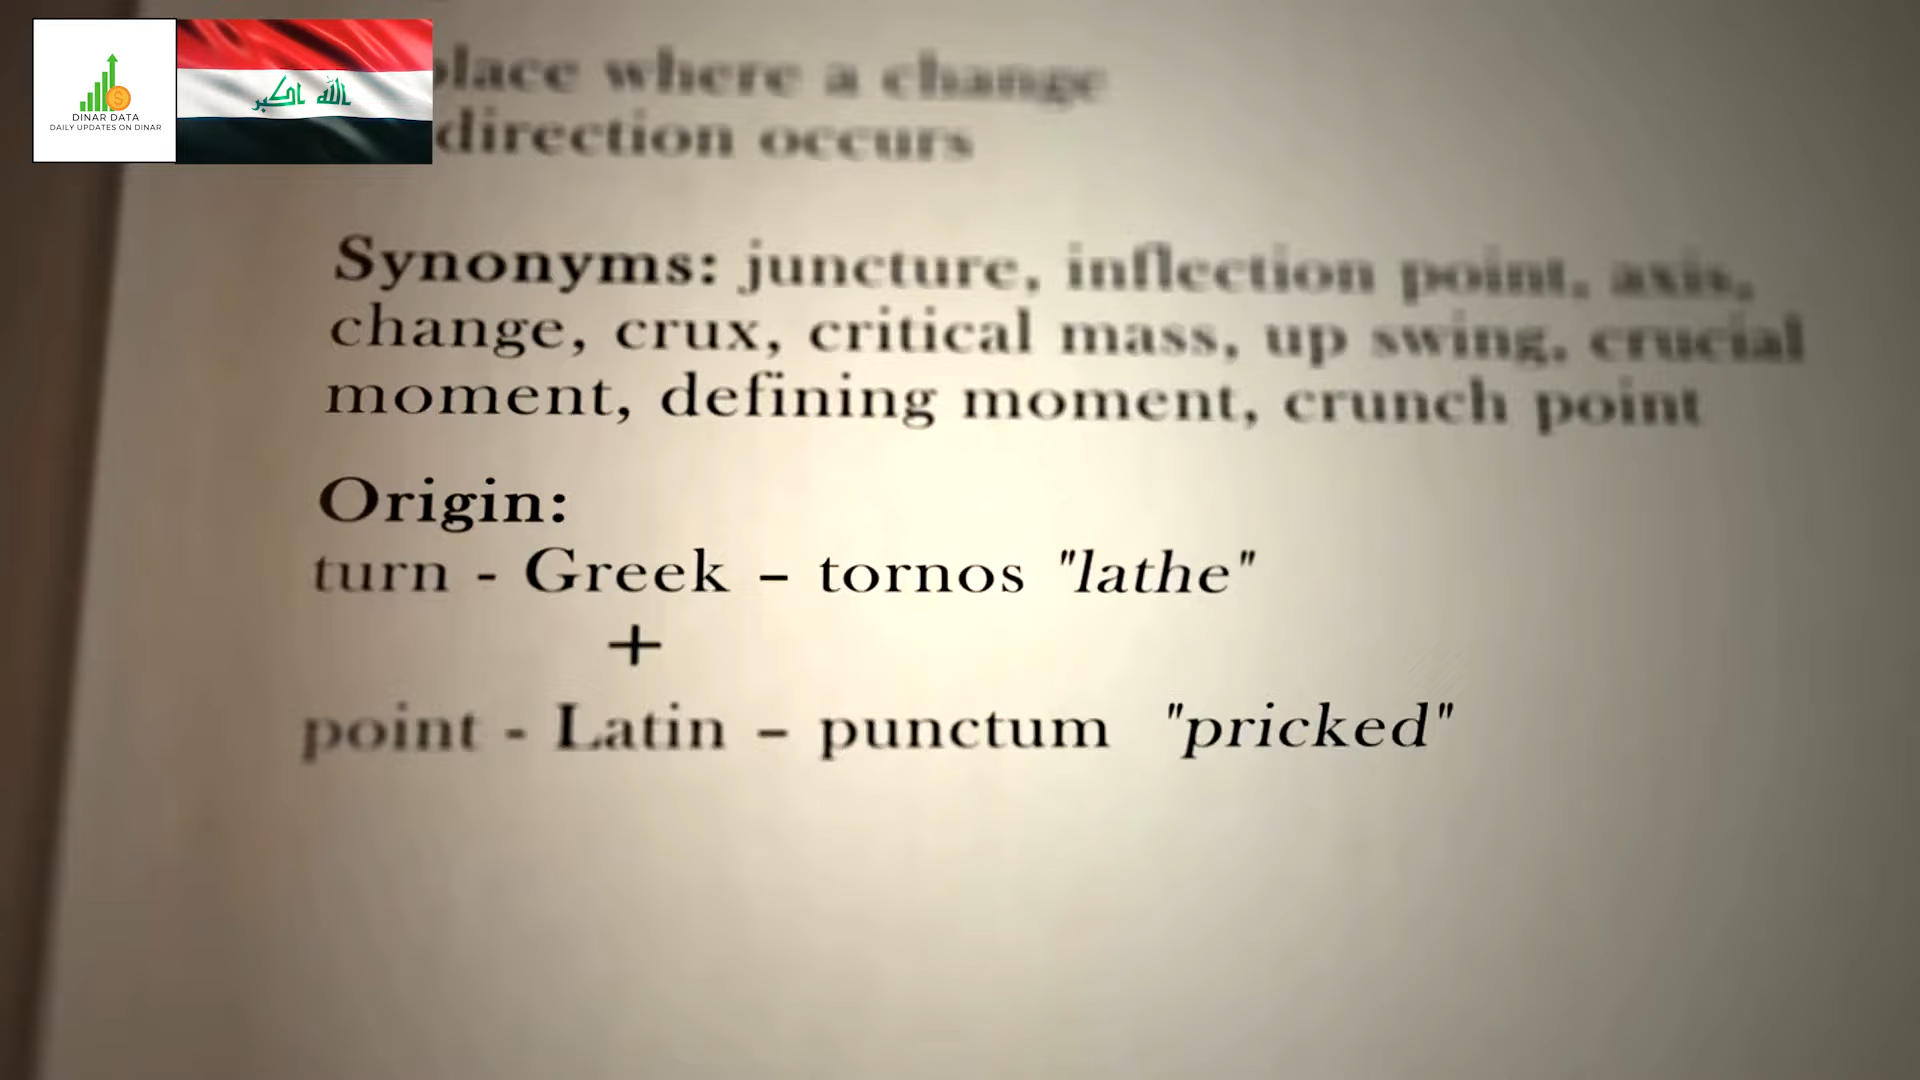 DINAR DATA
DAILY UPDATES ON DINAR
الله اكبر
place where a change
direction occurs
Synonyms: juncture, inflection point, axis,
change, crux, critical mass, up swing, crucial
moment, defining moment, crunch point
Origin:
turn - Greek – tornos "lathe"
+
point - Latin – punctum "pricked"